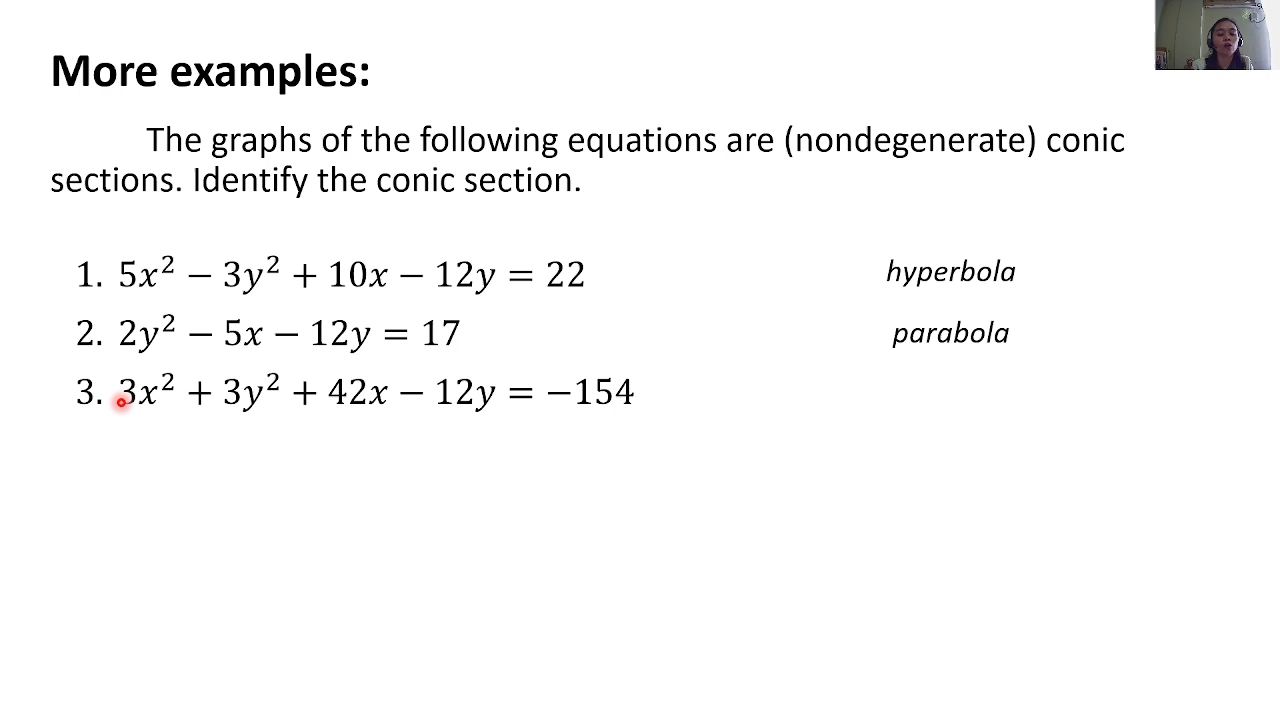 More examples:
The graphs of the following equations are (nondegenerate) conic
sections. Identify the conic section.
1. 5x² − 3y² + 10x − 12y = 22 hyperbola
2. 2y² − 5x − 12y = 17 parabola
3. 3x² + 3y² + 42x − 12y = −154